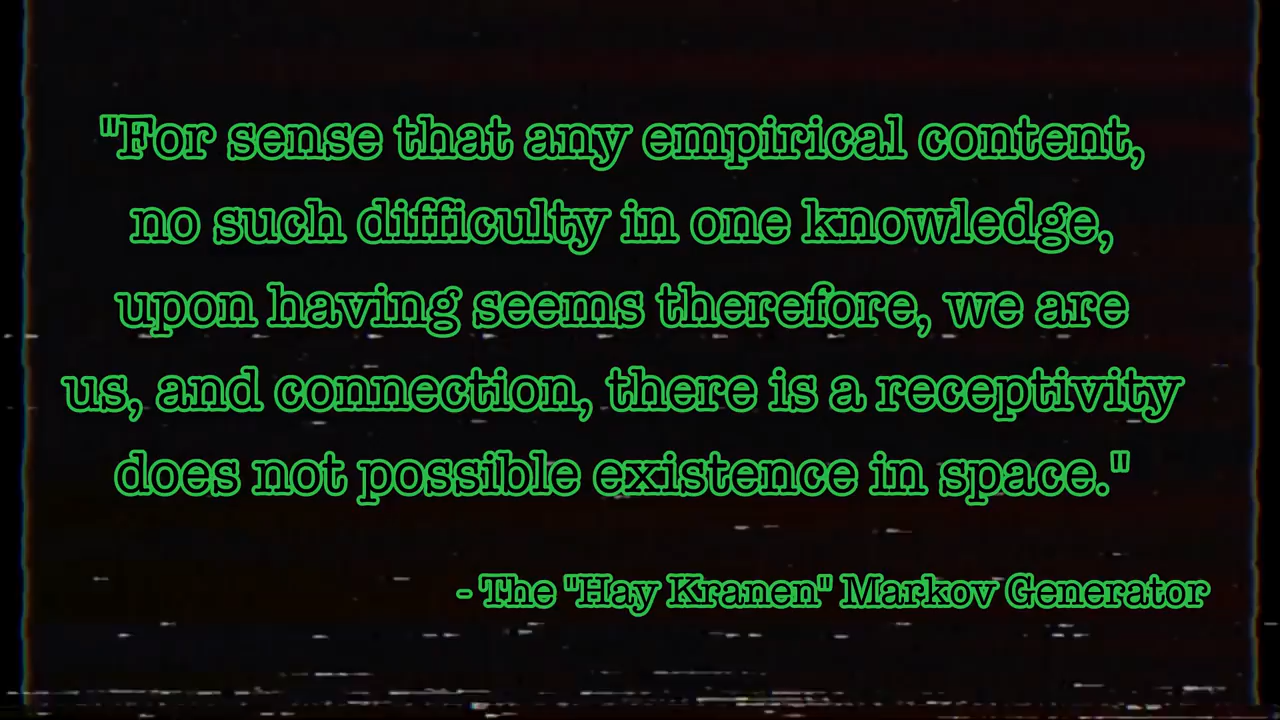 "For sense that any empirical content,
no such difficulty in one knowledge,
upon having seems therefore, we are
us, and connection, there is a receptivity
does not possible existence in space."
- The "Hay Kranen" Markov Generator